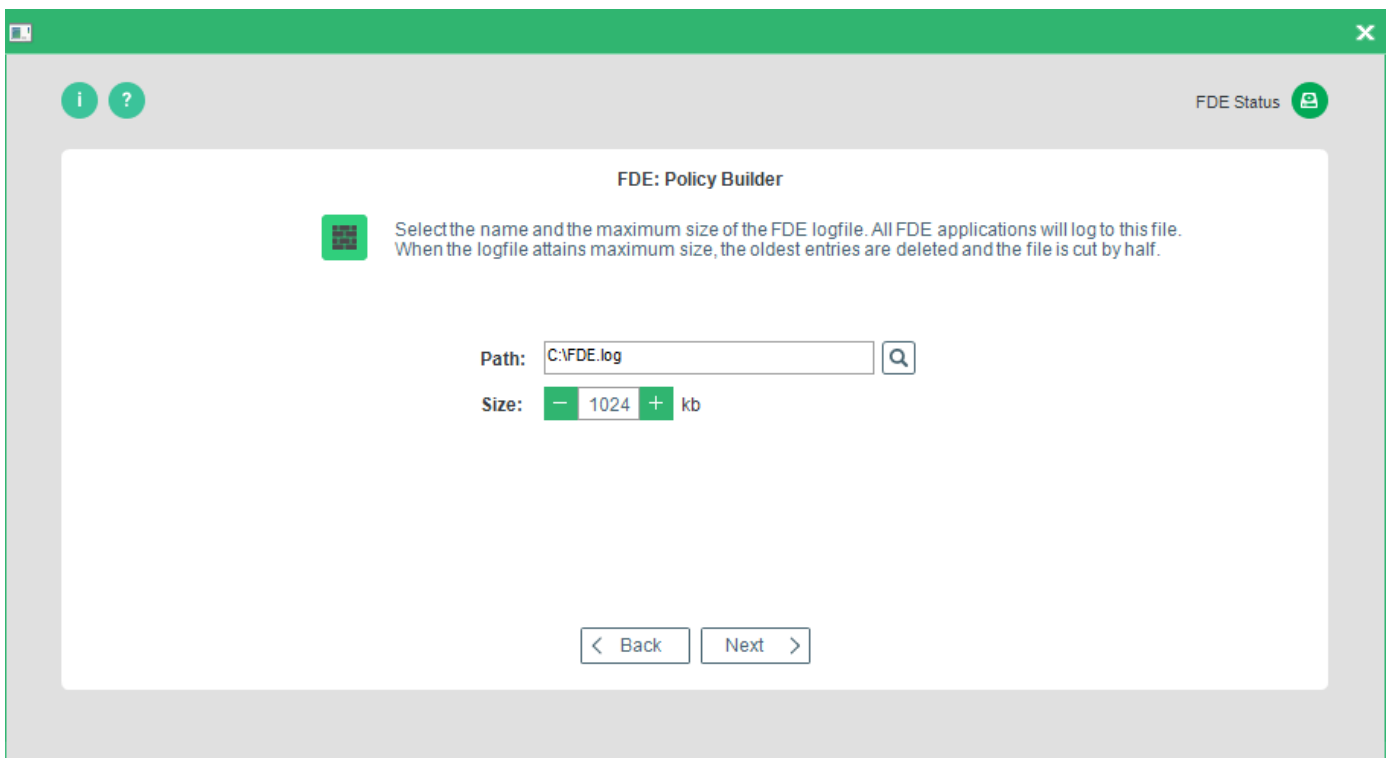 i ?
FDE Status
FDE: Policy Builder
Select the name and the maximum size of the FDE logfile. All FDE applications will log to this file.
When the logfile attains maximum size, the oldest entries are deleted and the file is cut by half.
Path: C:\FDE.log
Size: − 1024 + kb
< Back Next >